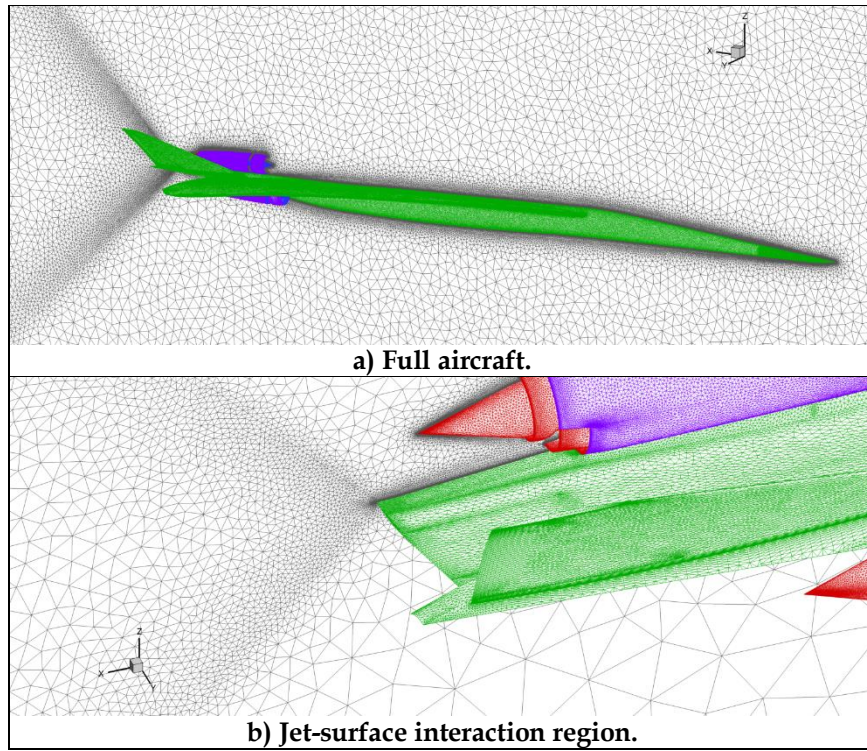 Z
X
Y
a) Full aircraft.
Z
X
Y
b) Jet-surface interaction region.